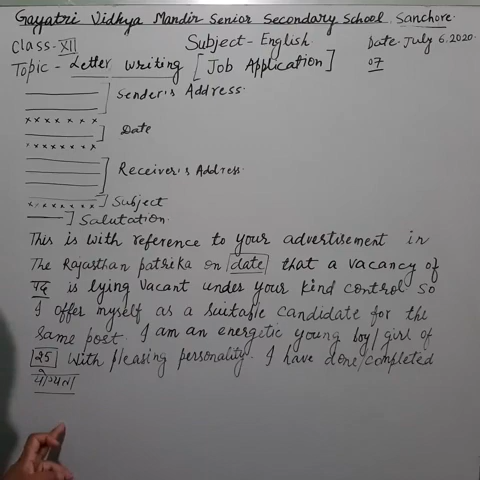 Gayatri Vidhya Mandir Senior Secondary School Sanchore.
Class-XII Subject - English. Date. July 6. 2020.
Topic - Letter writing [Job Application] 07
Sender's Address.
x x x x x x x
Date
x x x x x x x
Receiver's Address.
x x x x x x x ] Subject
] Salutation.
This is with reference to your advertisement in
The Rajasthan patrika on date that a vacancy of
पद is lying vacant under your kind control. So
I offer myself as a suitable candidate for the
same post. I am an energetic young boy/girl of
25 with pleasing personality. I have done/completed
योग्यता